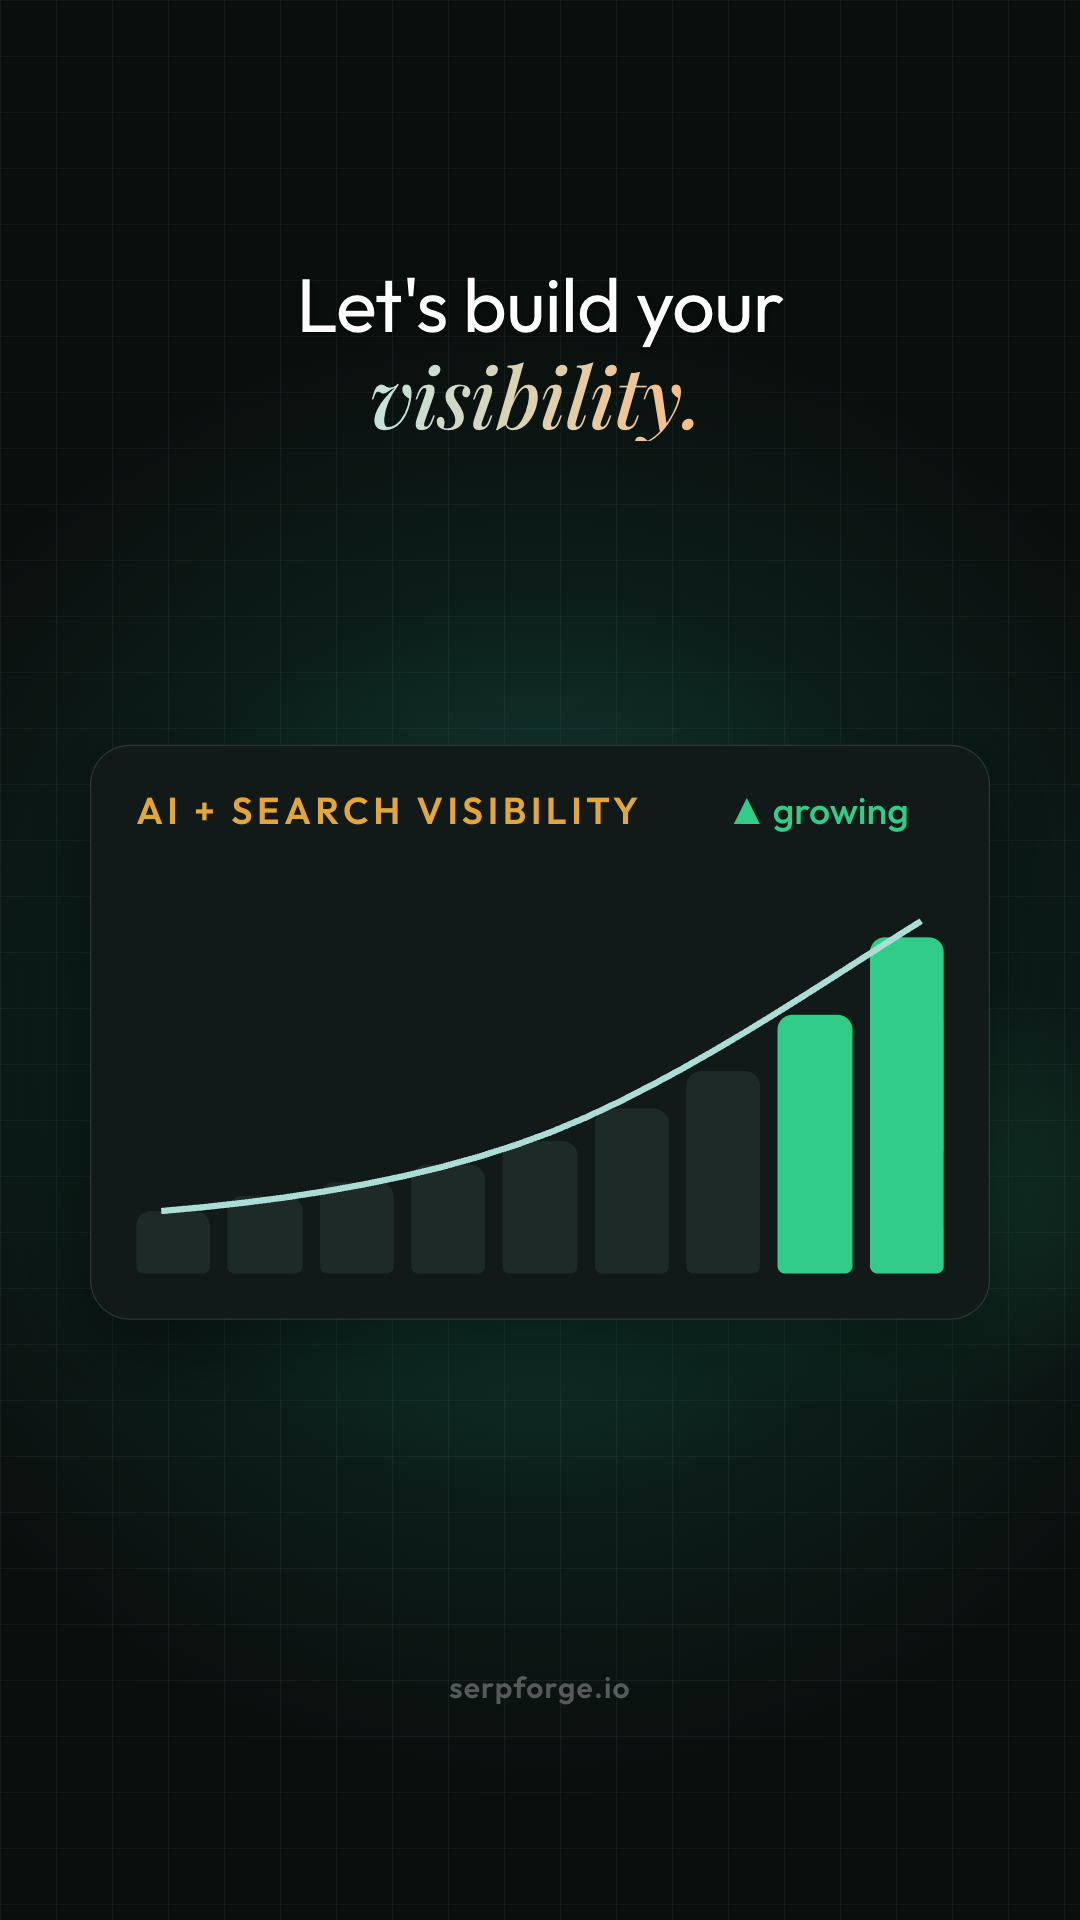 Let's build your
visibility.
AI + SEARCH VISIBILITY
▲ growing
serpforge.io